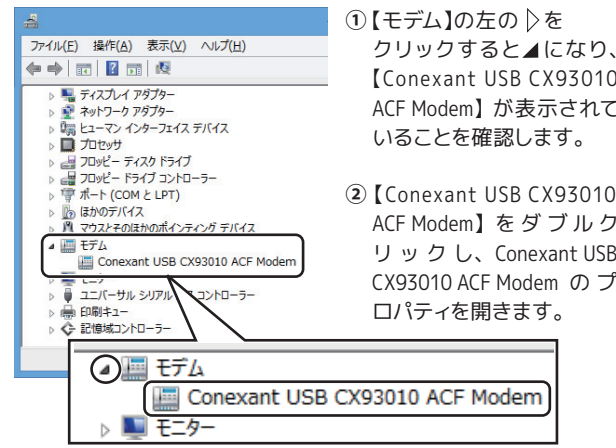 ファイル(F) 操作(A) 表示(V) ヘルプ(H)
ディスプレイ アダプター
ネットワーク アダプター
ヒューマン インターフェイス デバイス
プロセッサ
フロッピー ディスク ドライブ
フロッピー ドライブ コントローラー
ポート (COM と LPT)
ほかのデバイス
マウスとそのほかのポインティング デバイス
モデム
Conexant USB CX93010 ACF Modem
ユニバーサル シリアル コントローラー
印刷キュー
記憶域コントローラー
モデム
Conexant USB CX93010 ACF Modem
モニター
①【モデム】の左の▷を
クリックすると◢になり、
【Conexant USB CX93010
ACF Modem】が表示されて
いることを確認します。
②【Conexant USB CX93010
ACF Modem】をダブルク
リックし、Conexant USB
CX93010 ACF Modem のプ
ロパティを開きます。